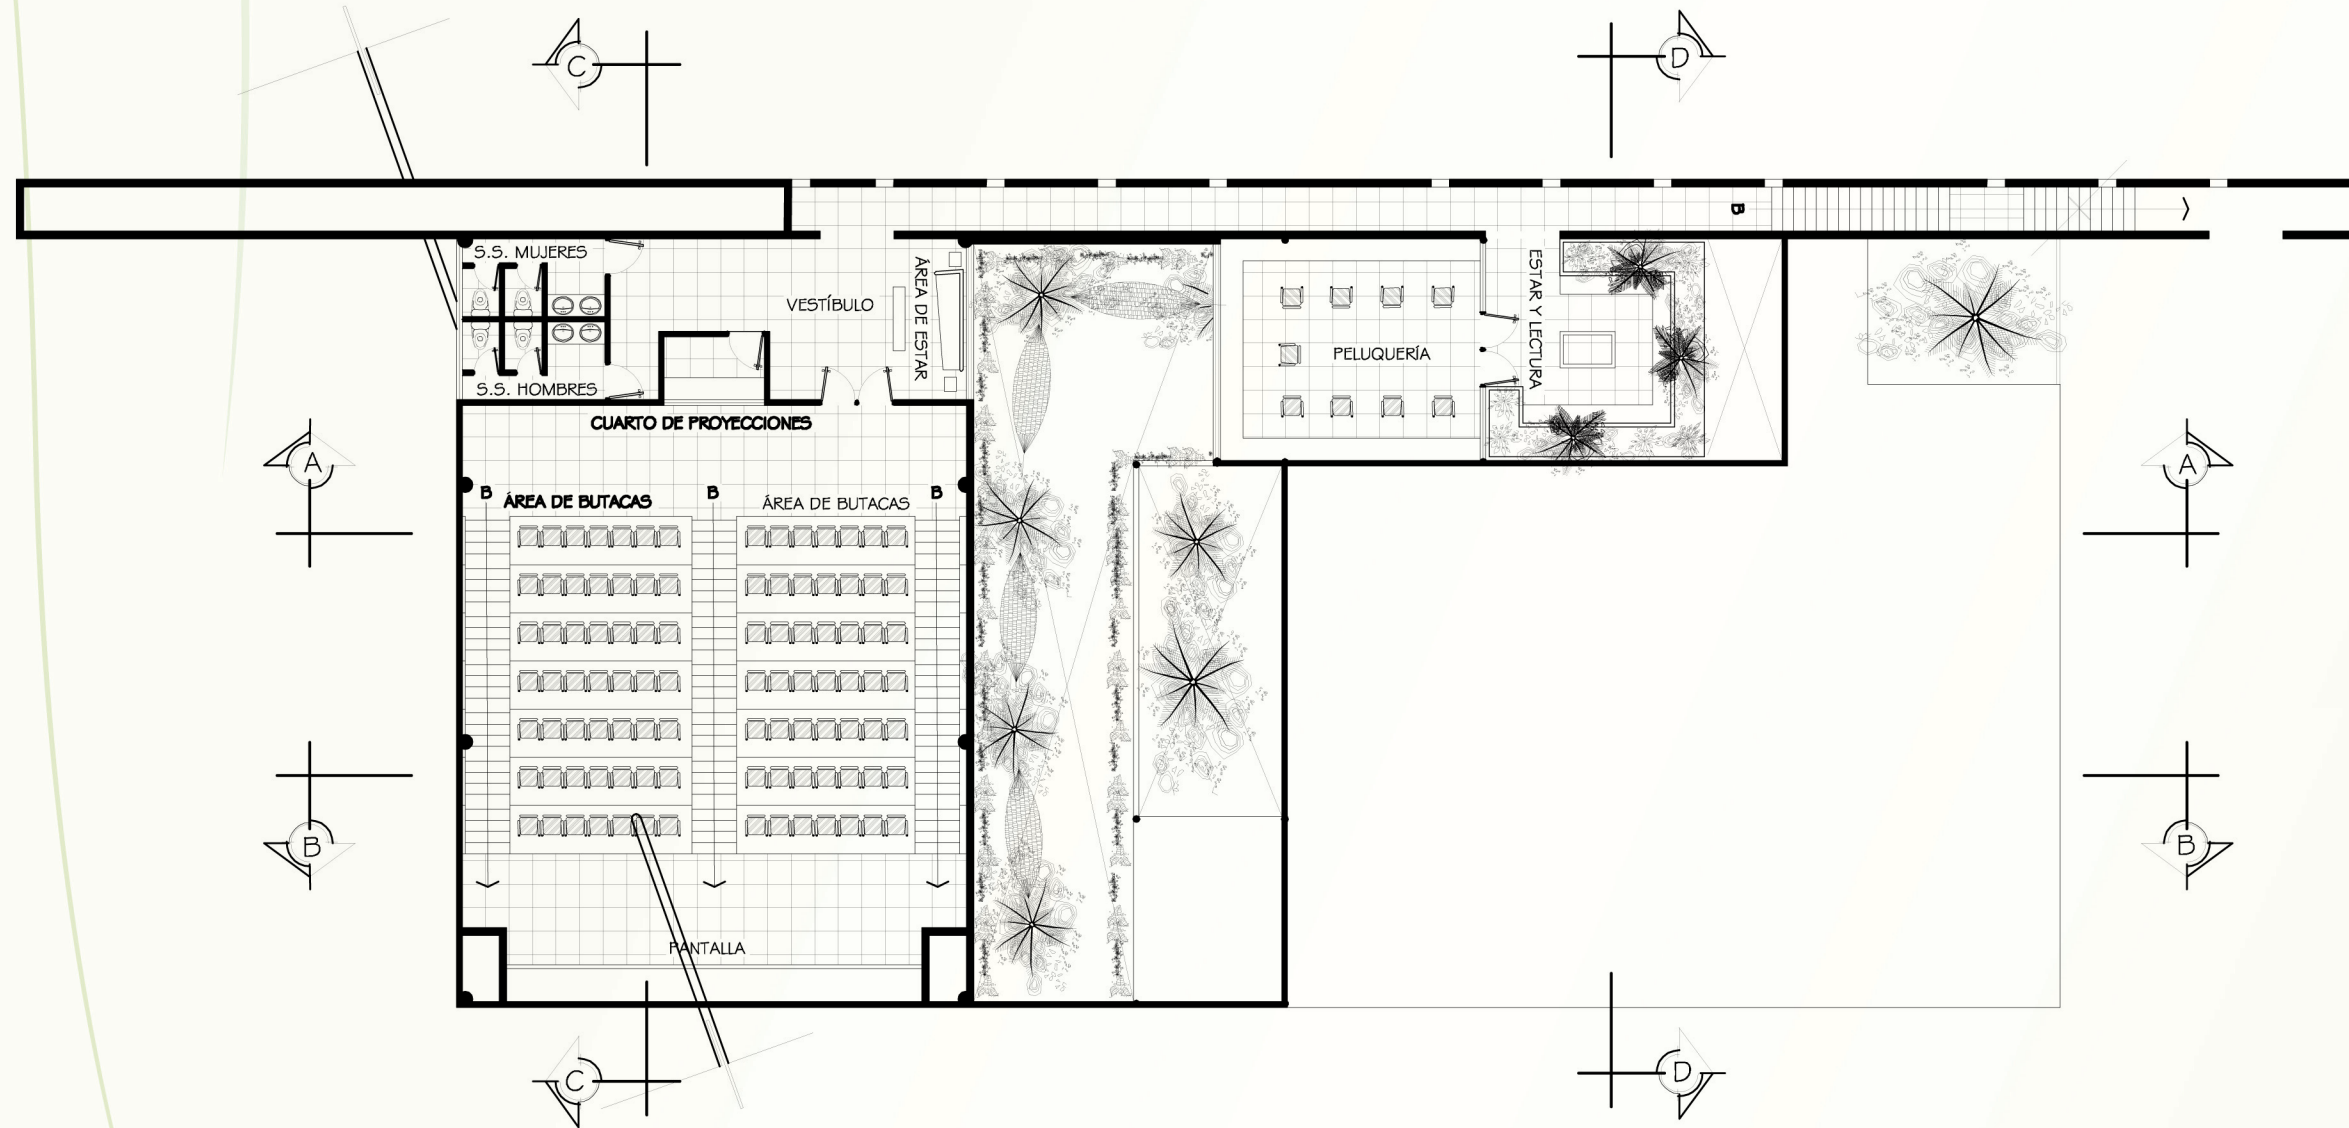 C
D
B
S.S. MUJERES
ÁREA DE ESTAR
ESTAR Y LECTURA
VESTÍBULO
PELUQUERÍA
S.S. HOMBRES
CUARTO DE PROYECCIONES
A
A
B
B
B
ÁREA DE BUTACAS
ÁREA DE BUTACAS
B
B
PANTALLA
C
D